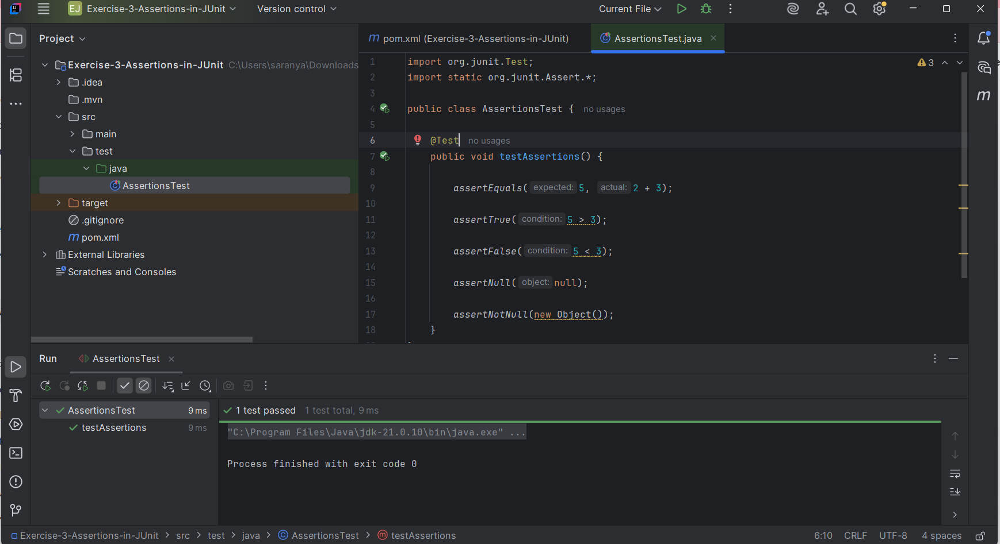 EJ Exercise-3-Assertions-in-JUnit Version control Current File
Project
Exercise-3-Assertions-in-JUnit C:\Users\saranya\Downloads
.idea
.mvn
src
main
test
java
AssertionsTest
target
.gitignore
m pom.xml
External Libraries
Scratches and Consoles
m pom.xml (Exercise-3-Assertions-in-JUnit) AssertionsTest.java
3
1 import org.junit.Test;
2 import static org.junit.Assert.*;
3
4 public class AssertionsTest { no usages
5
6 @Test no usages
7 public void testAssertions() {
8
9 assertEquals( expected: 5, actual: 2 + 3);
10
11 assertTrue( condition: 5 > 3);
12
13 assertFalse( condition: 5 < 3);
14
15 assertNull( object: null);
16
17 assertNotNull(new Object());
18 }
m
Run AssertionsTest
AssertionsTest 9 ms
testAssertions 9 ms
1 test passed 1 test total, 9 ms
"C:\Program Files\Java\jdk-21.0.10\bin\java.exe" ...
Process finished with exit code 0
Exercise-3-Assertions-in-JUnit > src > test > java > AssertionsTest > testAssertions 6:10 CRLF UTF-8 4 spaces